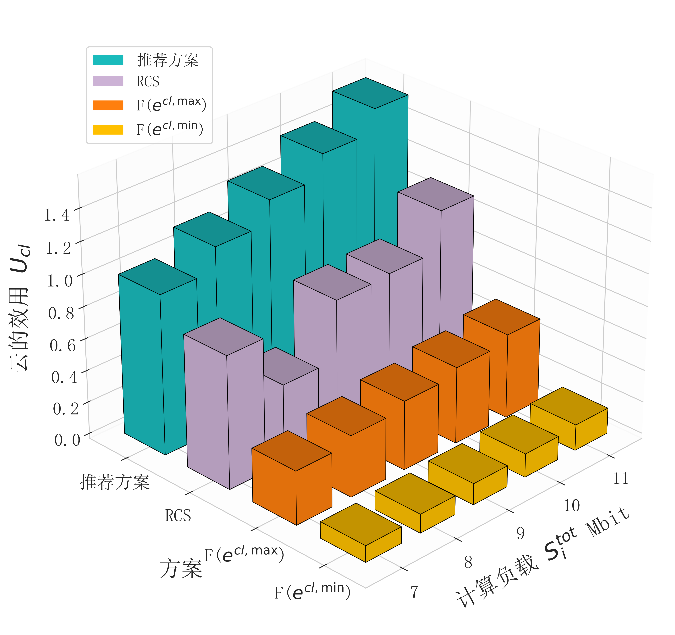 推荐方案
RCS
F(e^{cl,max})
F(e^{cl,min})
云的效用 U_{cl}
1.4
1.2
1.0
0.8
0.6
0.4
0.2
0.0
推荐方案
RCS
F(e^{cl,max})
F(e^{cl,min})
方案
7
8
9
10
11
计算负载 S_i^{tot} Mbit